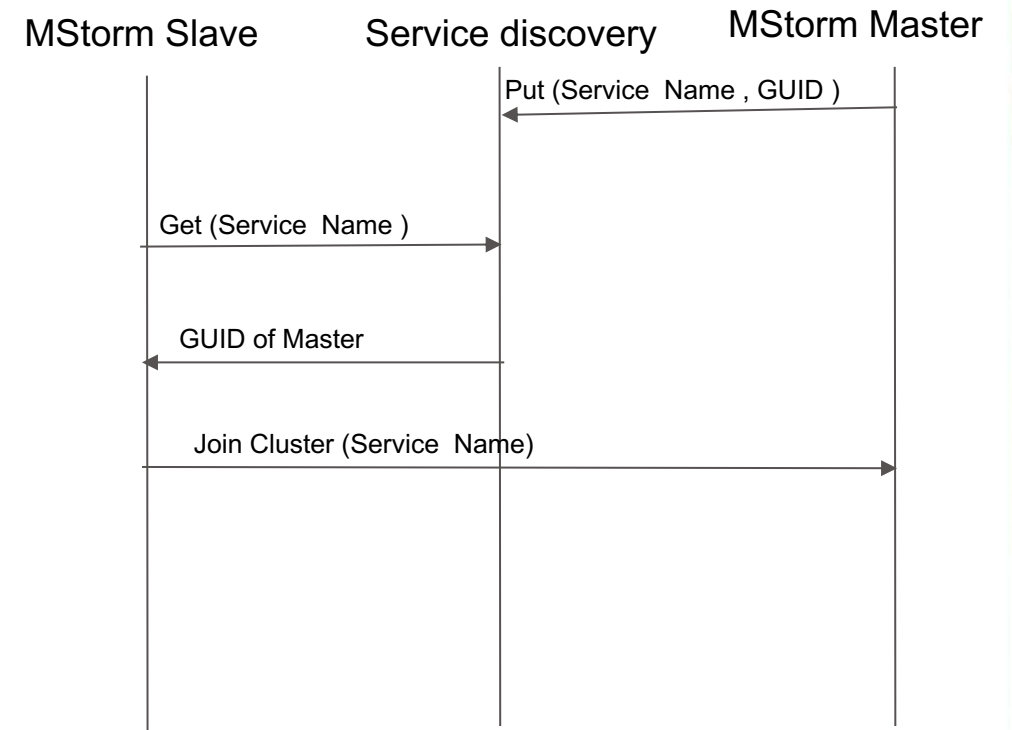 MStorm Slave
Service discovery
MStorm Master
Put (Service Name , GUID )
Get (Service Name )
GUID of Master
Join Cluster (Service Name)